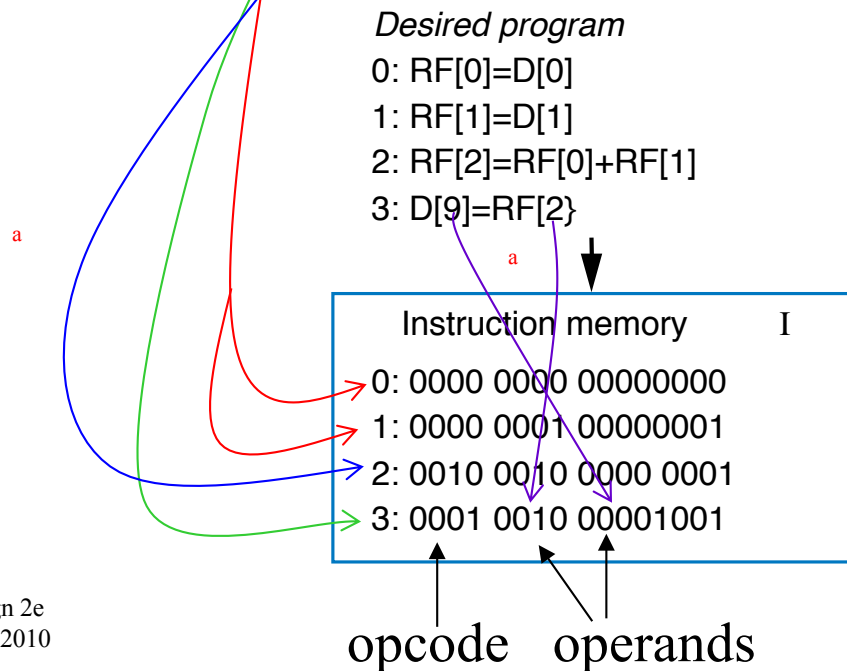 Desired program
0: RF[0]=D[0]
1: RF[1]=D[1]
2: RF[2]=RF[0]+RF[1]
3: D[9]=RF[2}
a
a
Instruction memory I
0: 0000 0000 00000000
1: 0000 0001 00000001
2: 0010 0010 0000 0001
3: 0001 0010 00001001
opcode operands
2e
2010